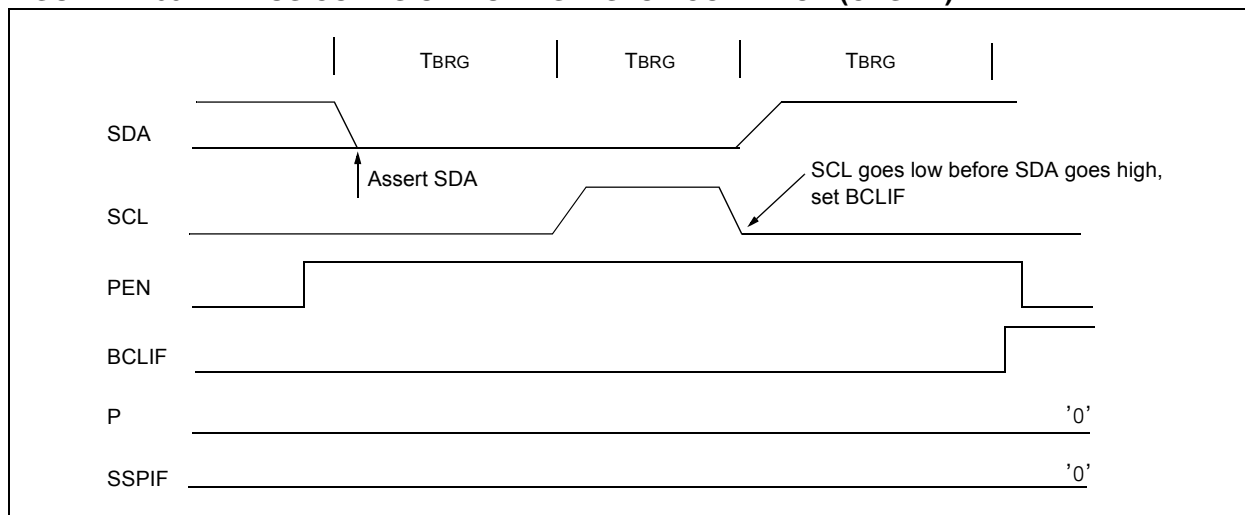 TBRG TBRG TBRG
SDA
Assert SDA
SCL goes low before SDA goes high,
set BCLIF
SCL
PEN
BCLIF
P
'0'
SSPIF
'0'